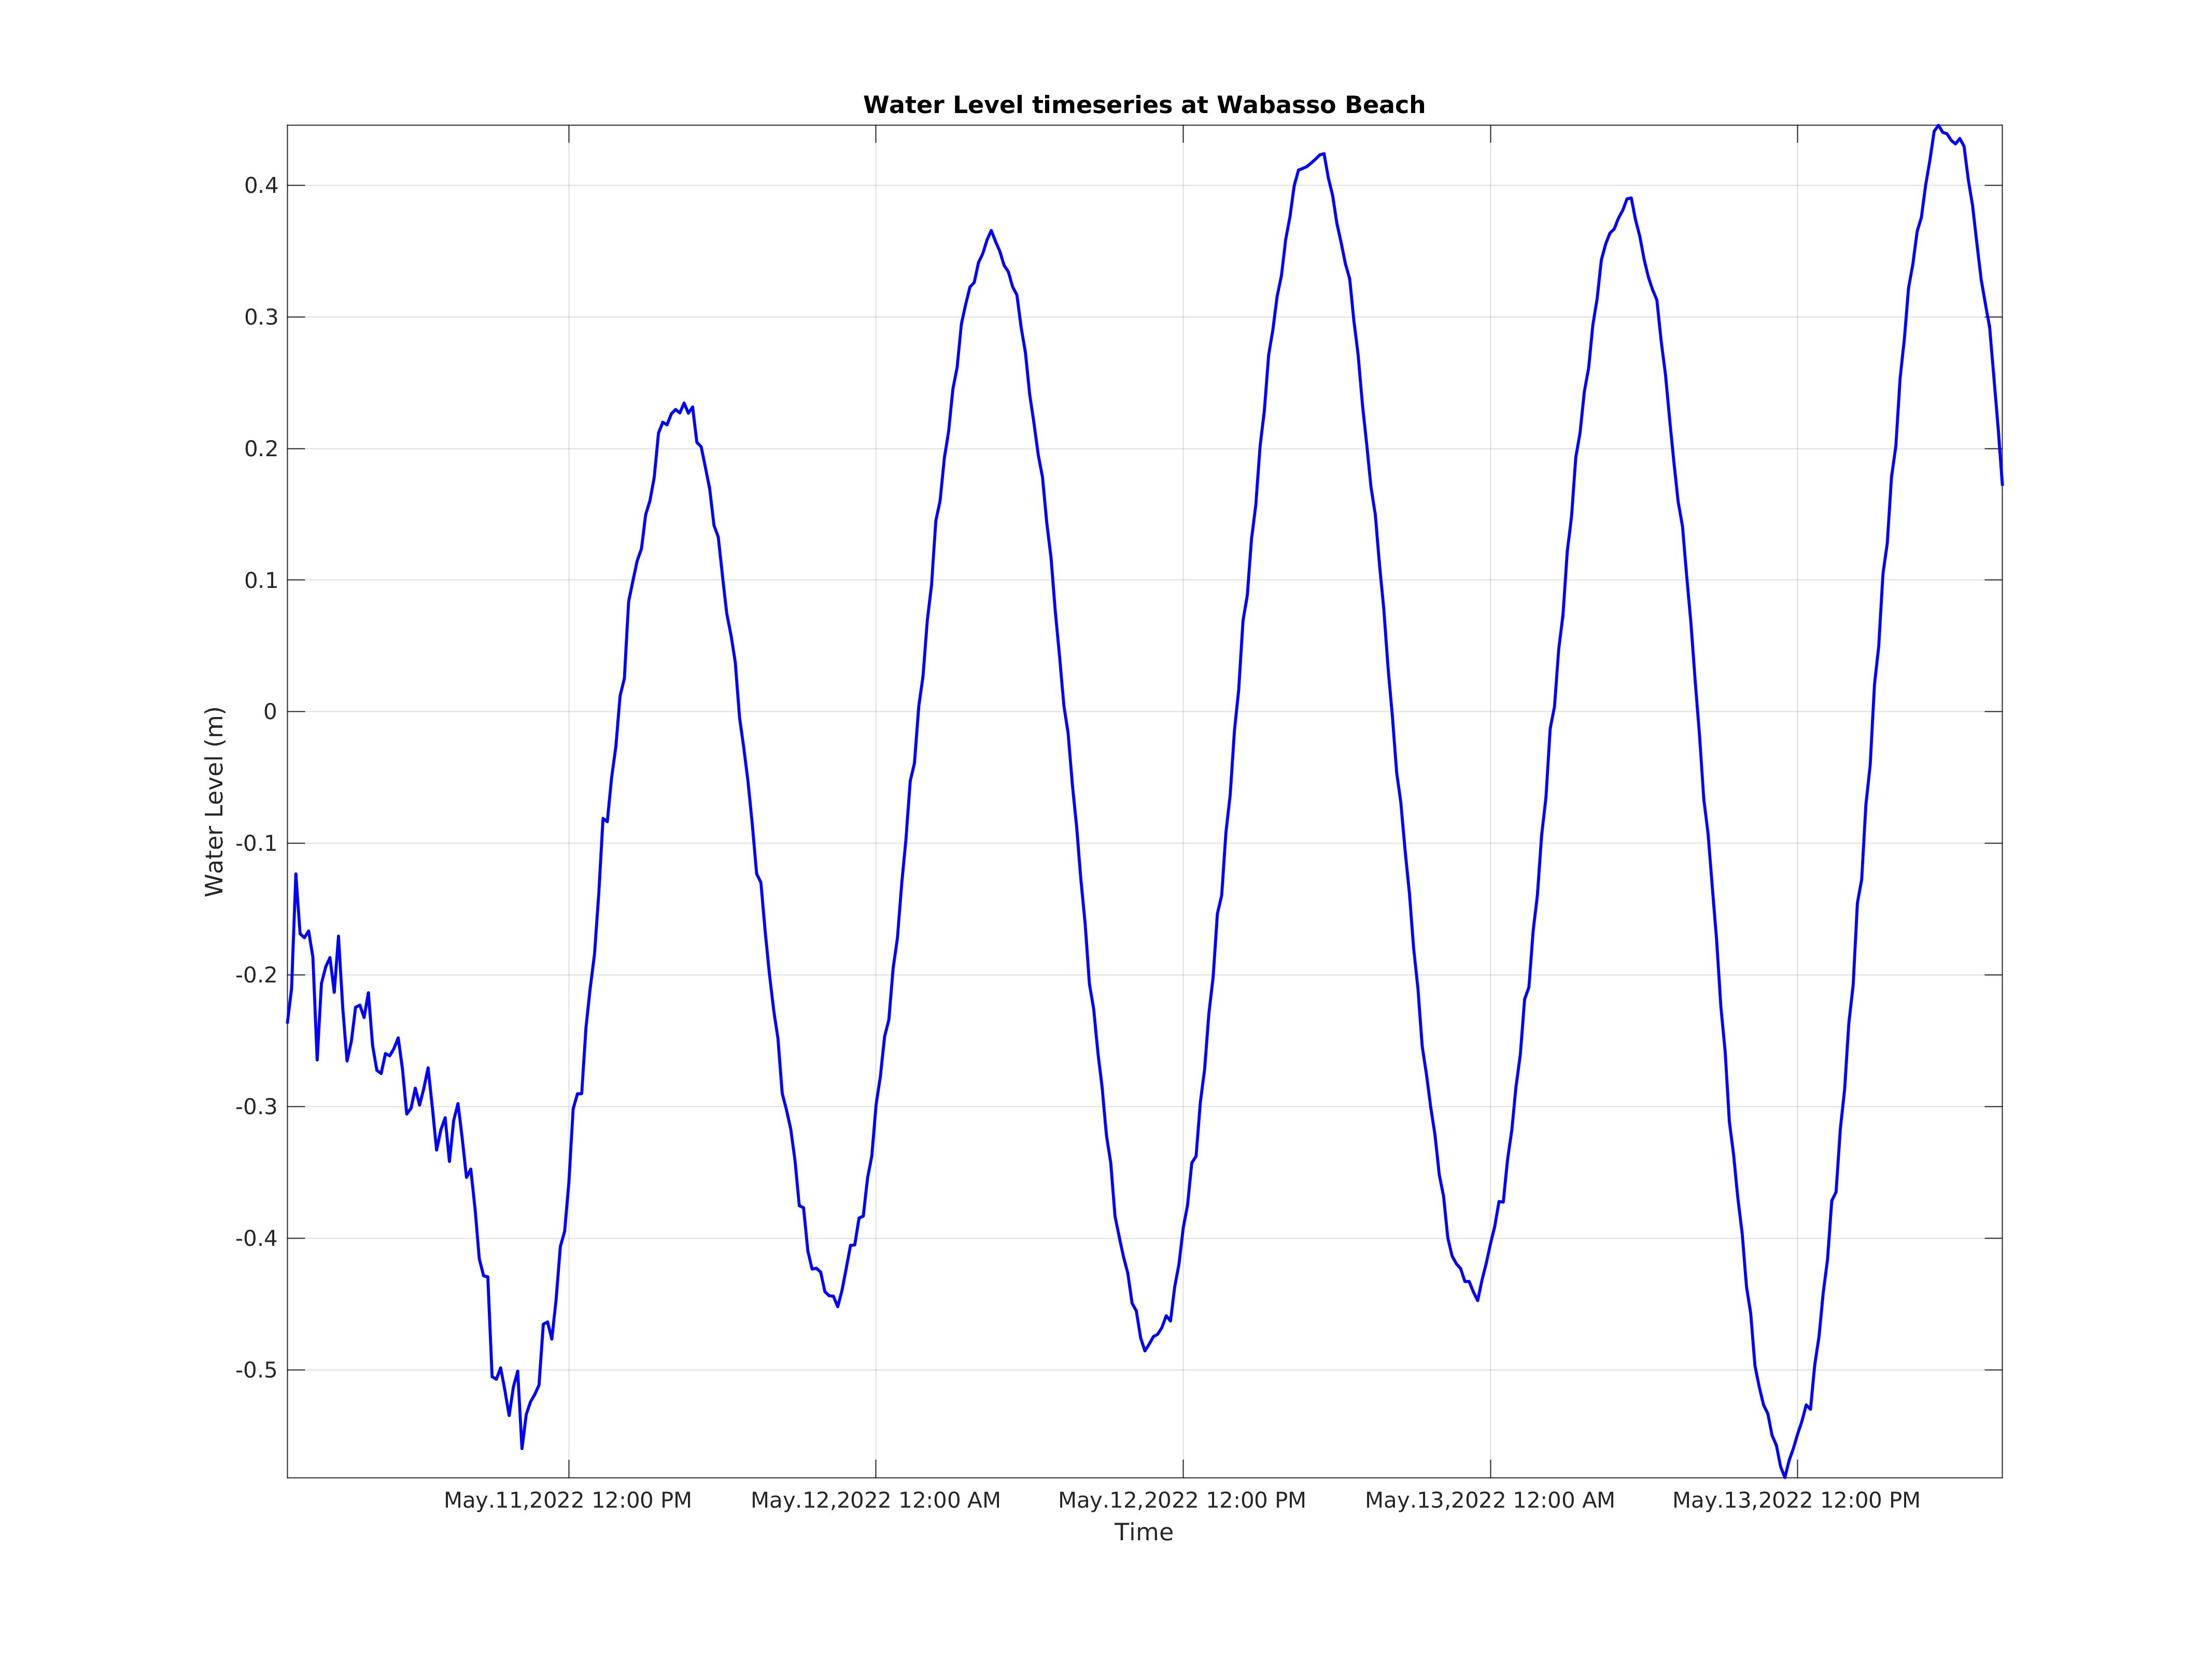 Water Level timeseries at Wabasso Beach
0.4
0.3
0.2
0.1
0
-0.1
-0.2
-0.3
-0.4
-0.5
Water Level (m)
May.11,2022 12:00 PM May.12,2022 12:00 AM May.12,2022 12:00 PM May.13,2022 12:00 AM May.13,2022 12:00 PM
Time